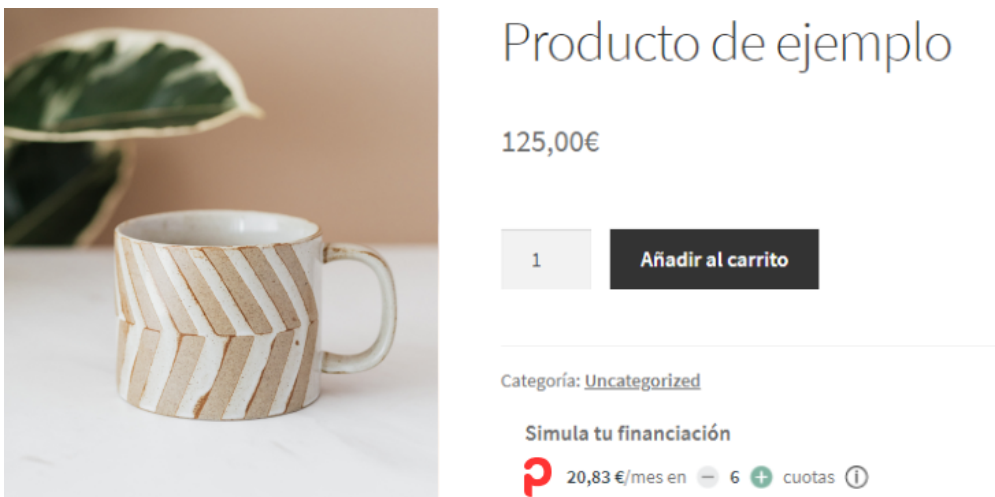 Producto de ejemplo
125,00€
1 Añadir al carrito
Categoría: Uncategorized
Simula tu financiación
20,83 €/mes en − 6 + cuotas